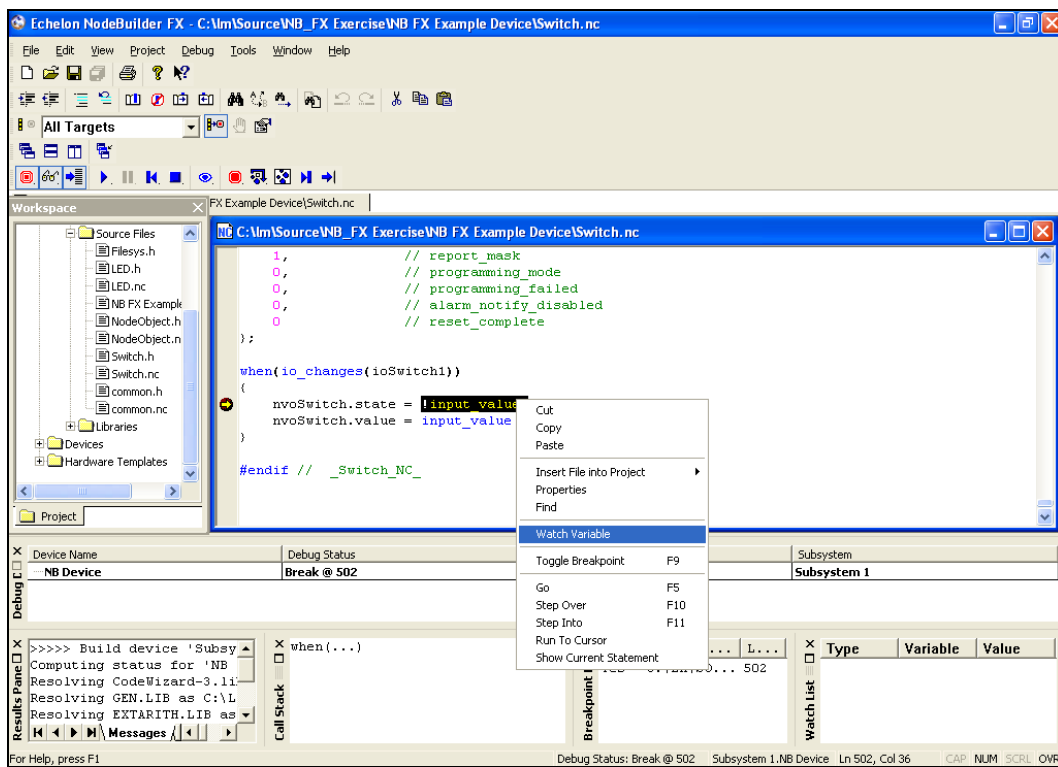 Echelon NodeBuilder FX - C:\lm\Source\NB_FX Exercise\NB FX Example Device\Switch.nc
File Edit View Project Debug Tools Window Help
All Targets
Workspace
FX Example Device\Switch.nc
Source Files
Filesys.h
LED.h
LED.nc
NB FX Example
NodeObject.h
NodeObject.n
Switch.h
Switch.nc
common.h
common.nc
Libraries
Devices
Hardware Templates
Project
C:\lm\Source\NB_FX Exercise\NB FX Example Device\Switch.nc
1, // report_mask
0, // programming_mode
0, // programming_failed
0, // alarm_notify_disabled
0 // reset_complete
};
when(io_changes(ioSwitch1))
{
nvoSwitch.state = !input_value
nvoSwitch.value = input_value
}
#endif // _Switch_NC_
Cut
Copy
Paste
Insert File into Project
Properties
Find
Watch Variable
Toggle Breakpoint F9
Go F5
Step Over F10
Step Into F11
Run To Cursor
Show Current Statement
Device Name Debug Status Subsystem
NB Device Break @ 502 Subsystem 1
>>>>> Build device 'Subsy
Computing status for 'NB
Resolving CodeWizard-3.li
Resolving GEN.LIB as C:\L
Resolving EXTARITH.LIB as
Messages
Results Pane
when(...)
Call Stack
... L...
502
Type Variable Value
Watch List
For Help, press F1
Debug Status: Break @ 502 Subsystem 1.NB Device Ln 502, Col 36 CAP NUM SCRL OVR